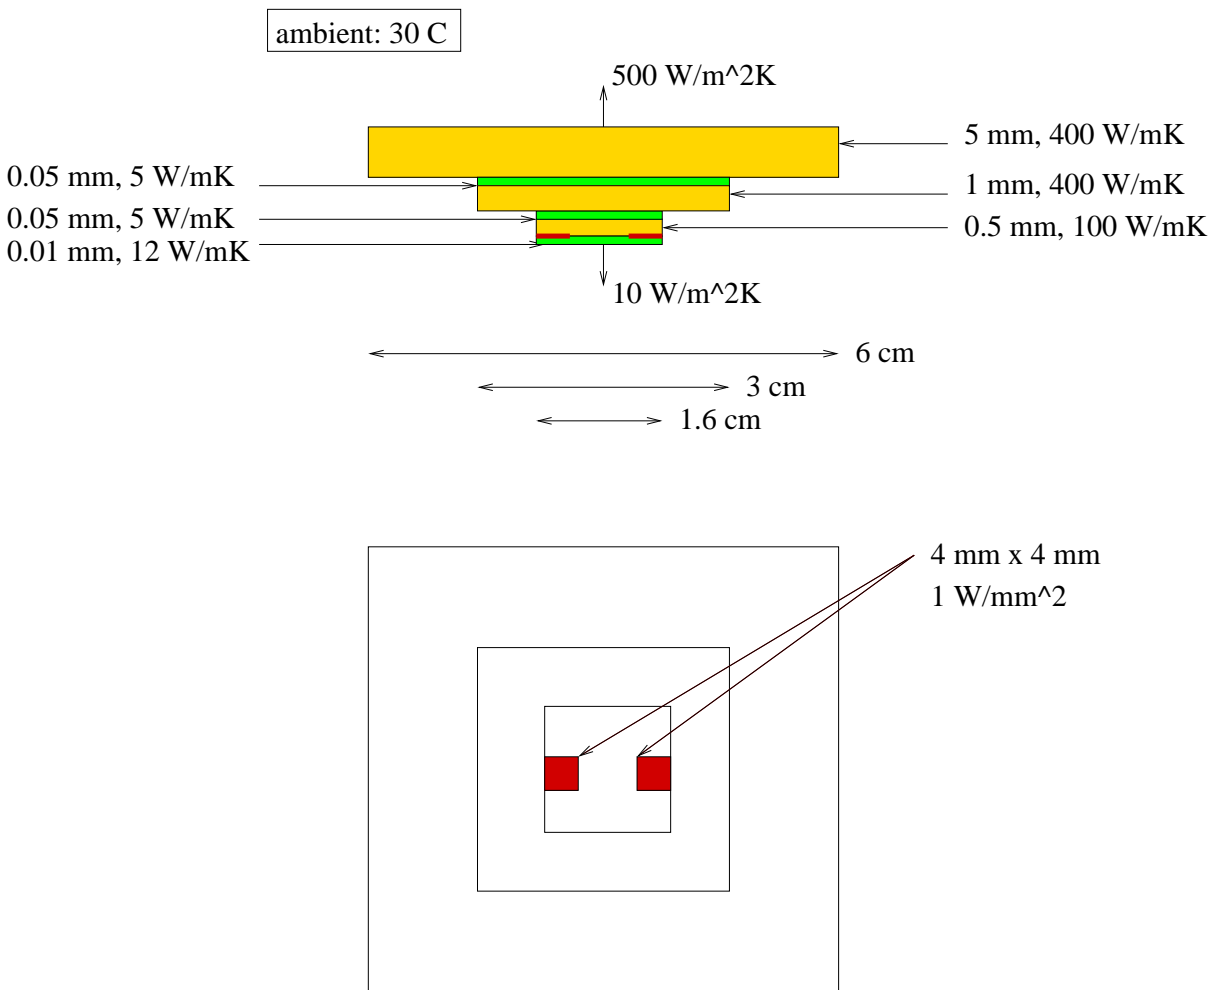 ambient: 30 C
500 W/m^2K
5 mm, 400 W/mK
0.05 mm, 5 W/mK
1 mm, 400 W/mK
0.05 mm, 5 W/mK
0.5 mm, 100 W/mK
0.01 mm, 12 W/mK
10 W/m^2K
6 cm
3 cm
1.6 cm
4 mm x 4 mm
1 W/mm^2